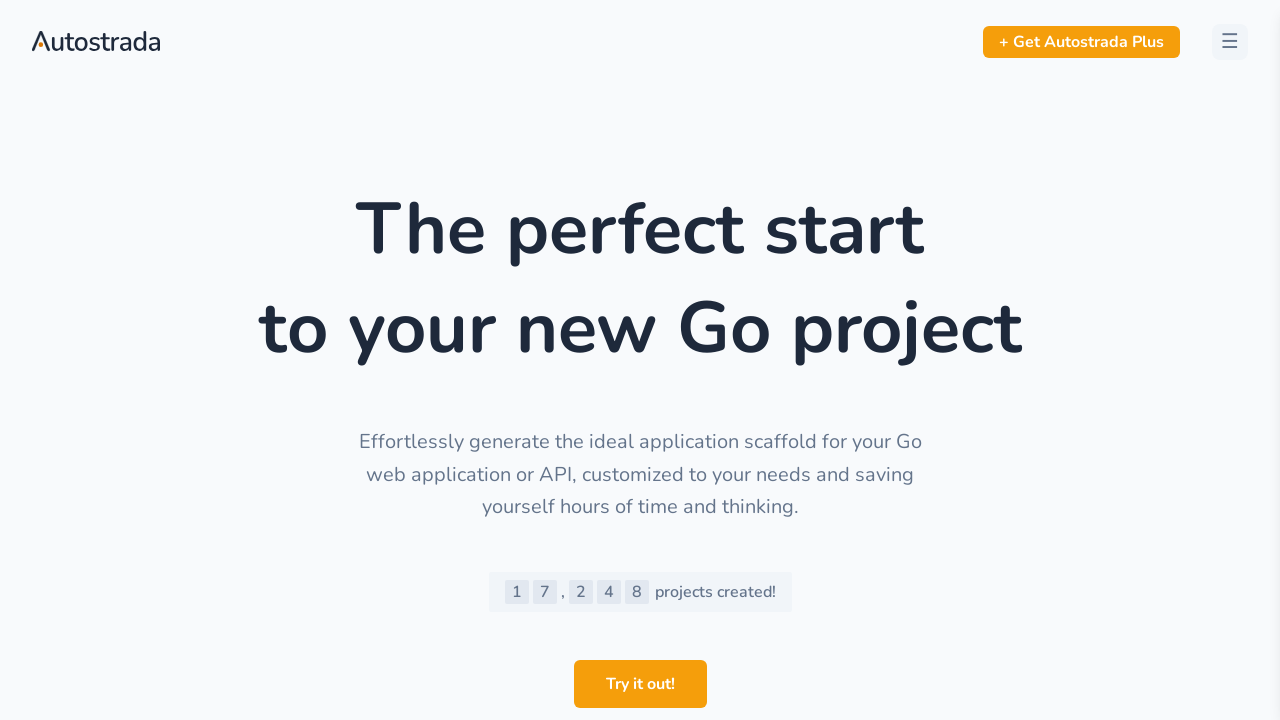 Autostrada
+ Get Autostrada Plus
☰
The perfect start
to your new Go project
Effortlessly generate the ideal application scaffold for your Go
web application or API, customized to your needs and saving
yourself hours of time and thinking.
1 7 , 2 4 8 projects created!
Try it out!